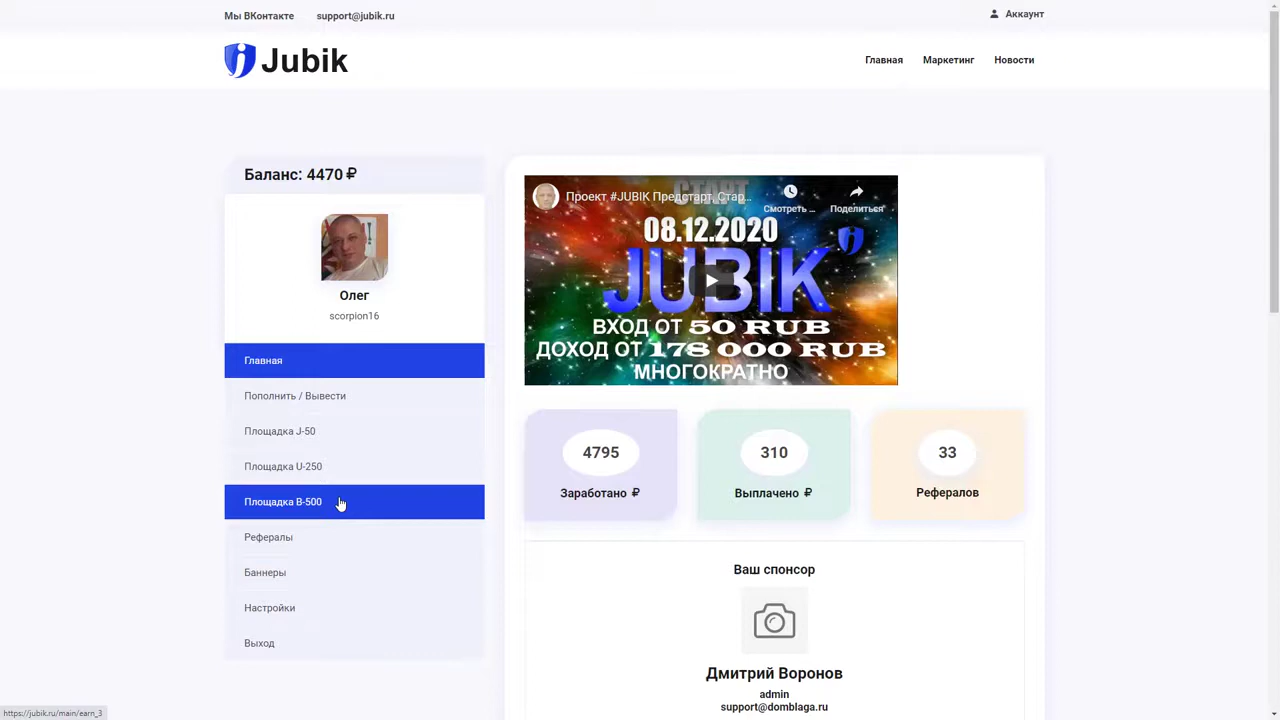 Мы ВКонтакте support@jubik.ru
Аккаунт
Jubik
Главная Маркетинг Новости
Баланс: 4470 ₽
Олег
scorpion16
Главная
Пополнить / Вывести
Площадка J-50
Площадка U-250
Площадка B-500
Рефералы
Баннеры
Настройки
Выход
Проект #JUBIK Предстарт, Стар...
Смотреть ...
Поделиться
СТАРТ
08.12.2020
JUBIK
ВХОД ОТ 50 RUB
ДОХОД ОТ 178 000 RUB
МНОГОКРАТНО
4795
Заработано ₽
310
Выплачено ₽
33
Рефералов
Ваш спонсор
Дмитрий Воронов
admin
support@domblaga.ru
https://jubik.ru/main/earn_3